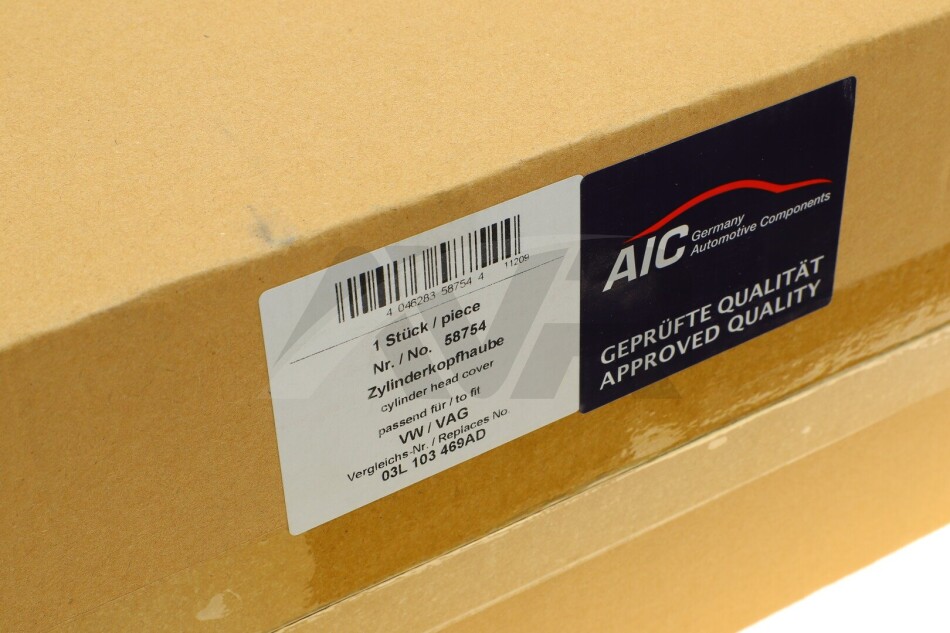 4 046283 58754 4
11209
1 Stück / piece
Nr. / No. 58754
Zylinderkopfhaube
cylinder head cover
passend für / to fit
VW / VAG
Vergleichs-Nr. / Replaces No.
03L 103 469AD
AIC Germany
Automotive Components
GEPRÜFTE QUALITÄT
APPROVED QUALITY